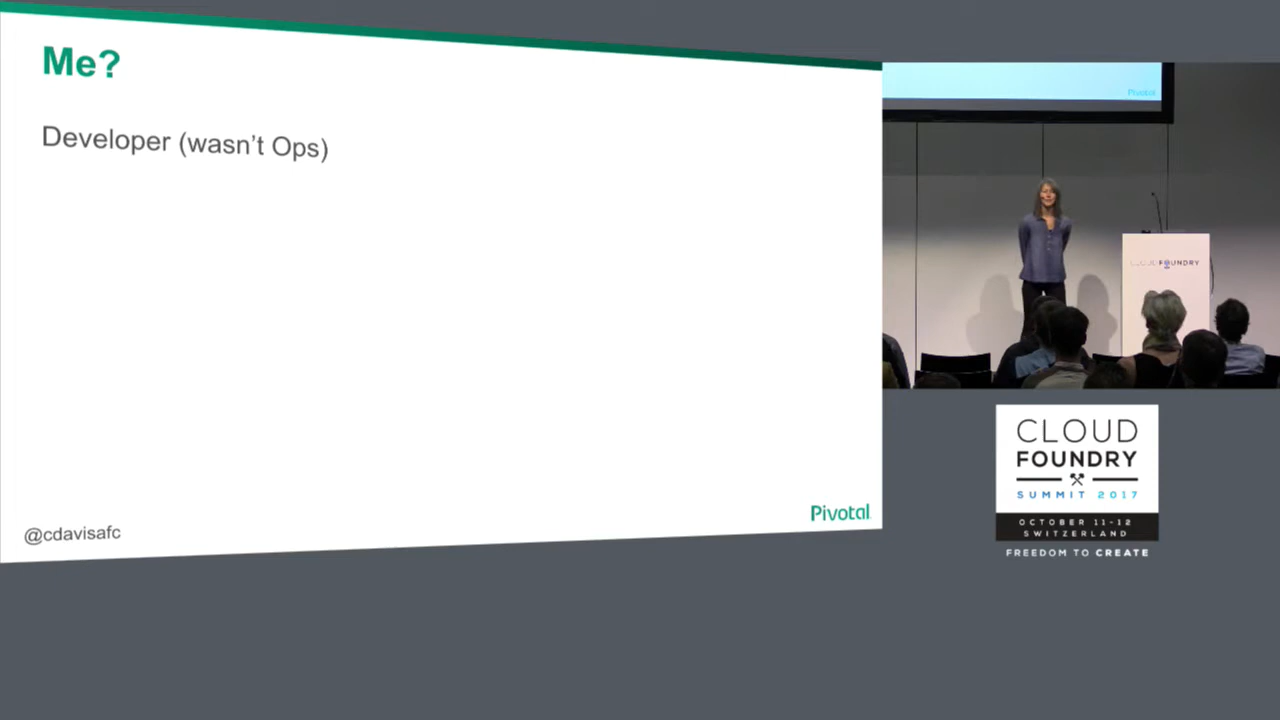 Me?
Developer (wasn't Ops)
@cdavisafc
Pivotal
Pivotal
CLOUD FOUNDRY
CLOUD
FOUNDRY
SUMMIT 2017
OCTOBER 11-12
SWITZERLAND
FREEDOM TO CREATE